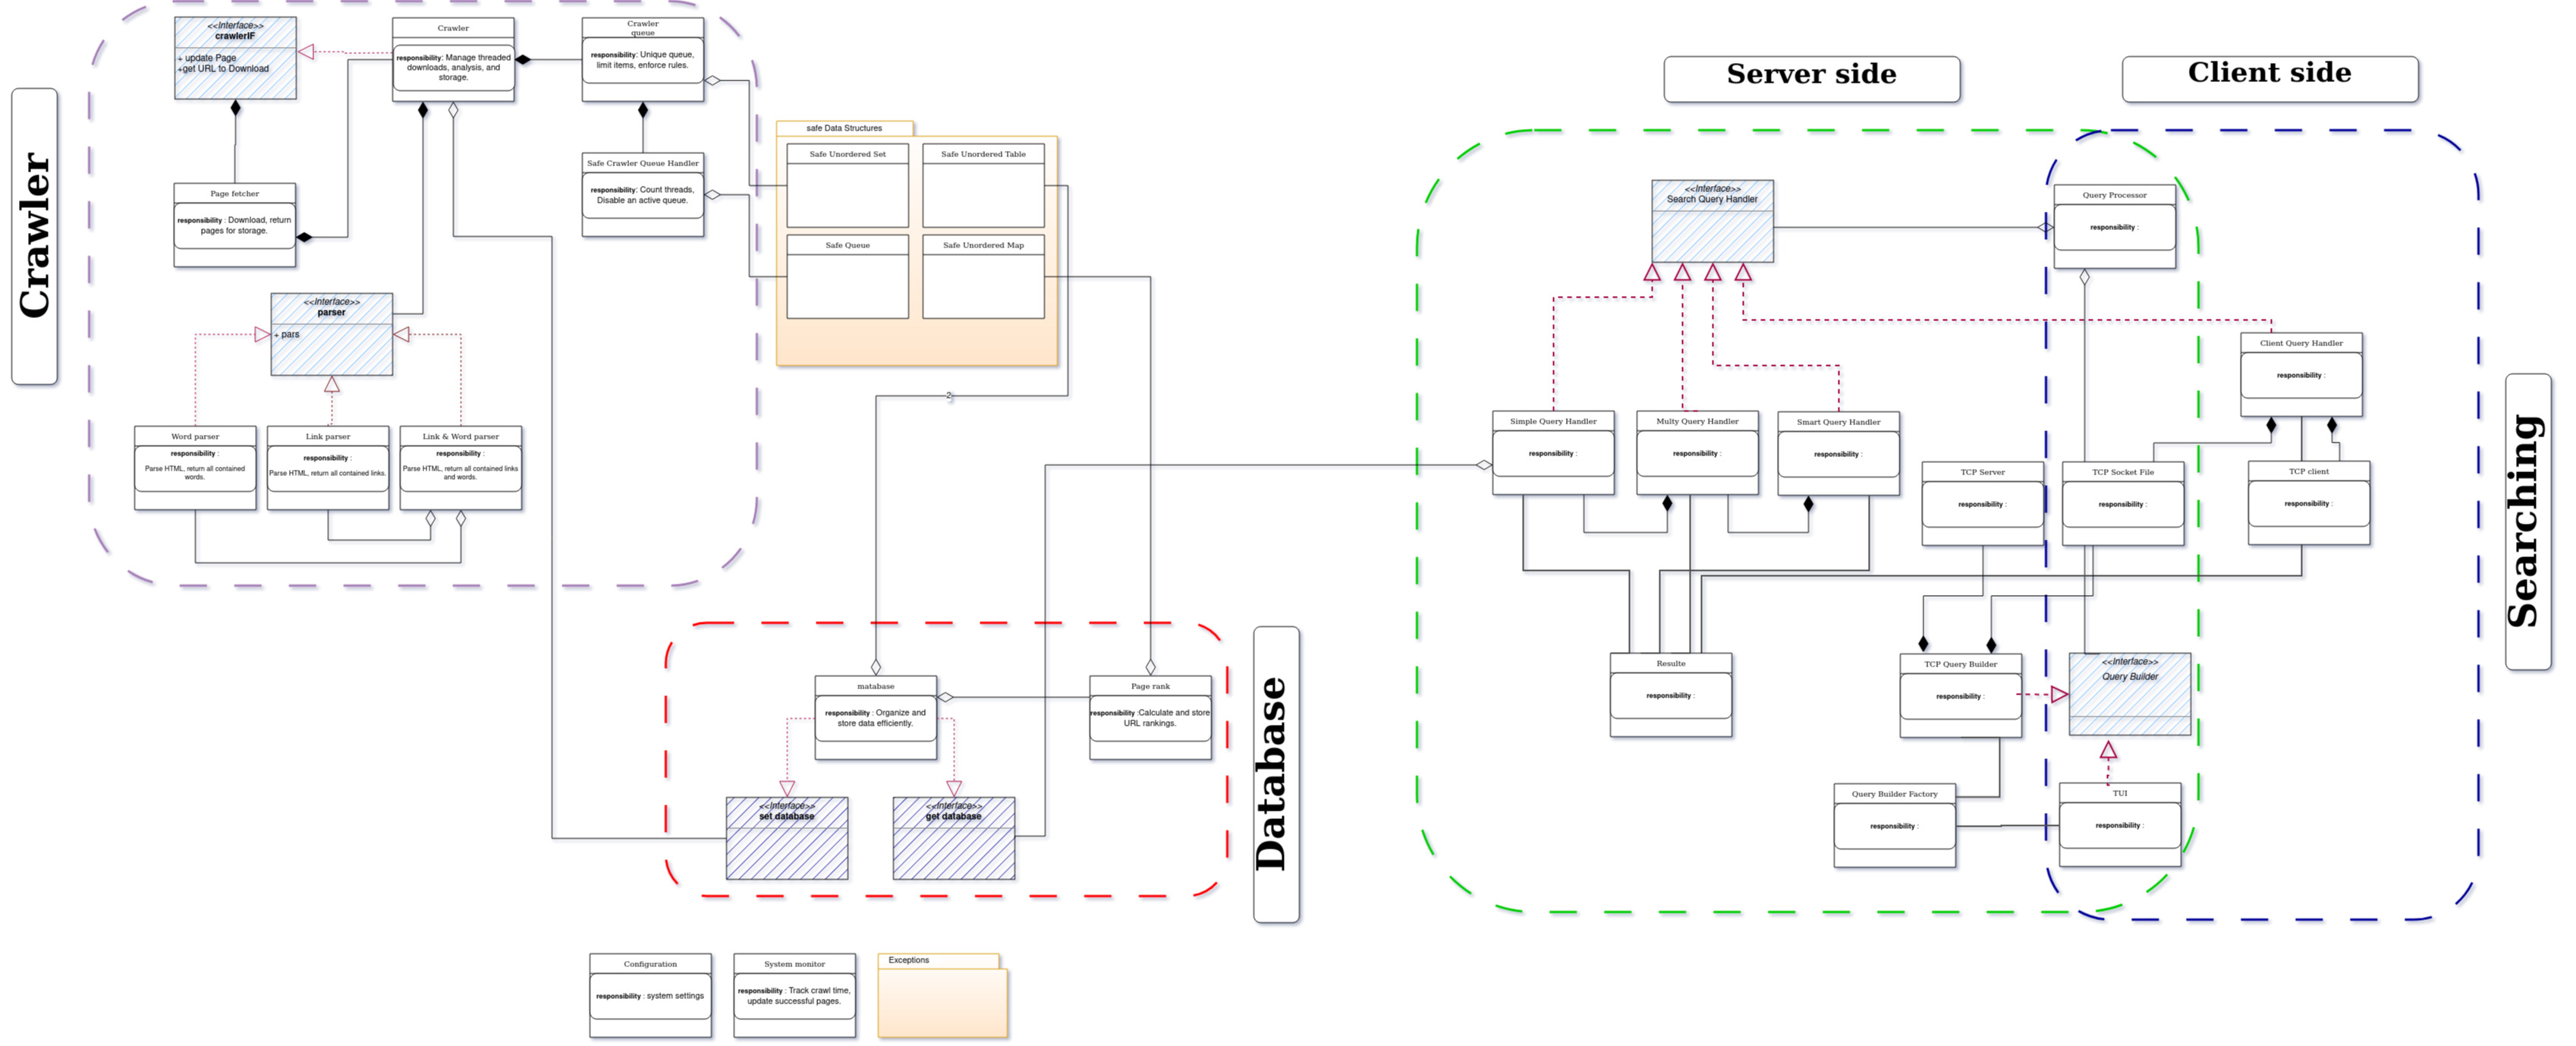 Crawler
<<Interface>>
crawlerIF
+ update Page
+get URL to Download
Crawler
responsibility: Manage threaded
downloads, analysis, and
storage.
Crawler
queue
responsibility: Unique queue,
limit items, enforce rules.
Safe Crawler Queue Handler
responsibility: Count threads,
Disable an active queue.
Page fetcher
responsibility : Download, return
pages for storage.
<<Interface>>
parser
+ pars
Word parser
responsibility :
Parse HTML, return all contained
words.
Link parser
responsibility :
Parse HTML, return all contained links.
Link & Word parser
responsibility :
Parse HTML, return all contained links
and words.
safe Data Structures
Safe Unordered Set
Safe Unordered Table
Safe Queue
Safe Unordered Map
2
Database
matabase
responsibility : Organize and
store data efficiently.
Page rank
responsibility :Calculate and store
URL rankings.
<<Interface>>
set database
<<Interface>>
get database
Configuration
responsibility : system settings
System monitor
responsibility : Track crawl time,
update successful pages.
Exceptions
Server side
Client side
Searching
<<Interface>>
Search Query Handler
Query Processor
responsibility :
Client Query Handler
responsibility :
Simple Query Handler
responsibility :
Multy Query Handler
responsibility :
Smart Query Handler
responsibility :
TCP Server
responsibility :
TCP Socket File
responsibility :
TCP client
responsibility :
Resulte
responsibility :
TCP Query Builder
responsibility :
<<Interface>>
Query Builder
Query Builder Factory
responsibility :
TUI
responsibility :